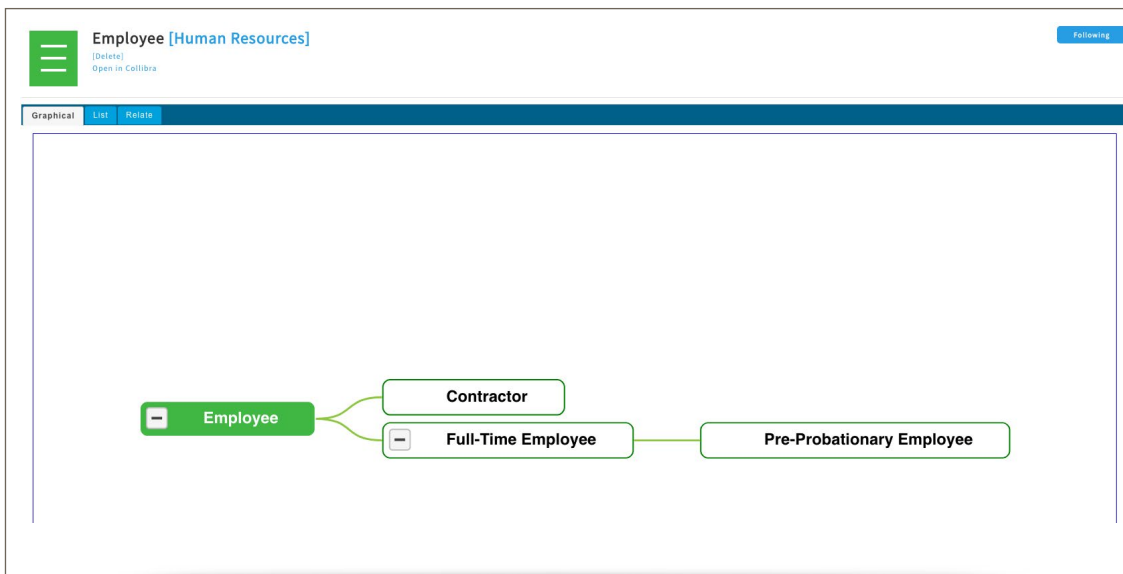 Employee [Human Resources]
[Delete]
Open in Collibra
Following
Graphical List Relate
Contractor
Employee
Full-Time Employee
Pre-Probationary Employee